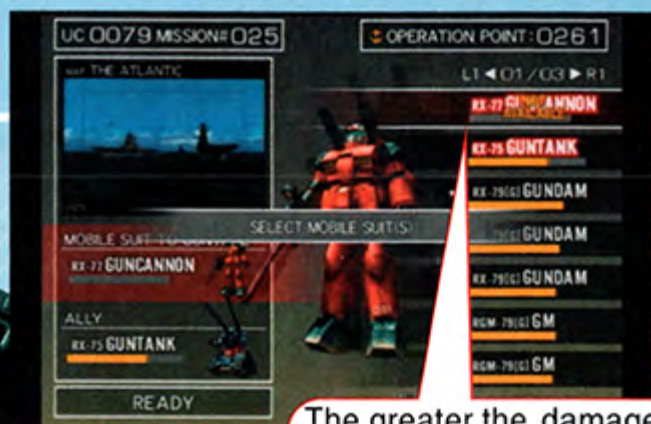 UC 0079 MISSION# 025
OPERATION POINT: 0261
MAP THE ATLANTIC
L1 ◀ 01 / 03 ▶ R1
RX-77 GUNCANNON
RX-75 GUNTANK
RX-79[G] GUNDAM
GUNDAM
RX-79[G] GUNDAM
RGM-79[G] GM
RGM-79[G] GM
SELECT MOBILE SUIT(S)
MOBILE SUIT TO
RX-77 GUNCANNON
ALLY
RX-75 GUNTANK
READY
The greater the damage